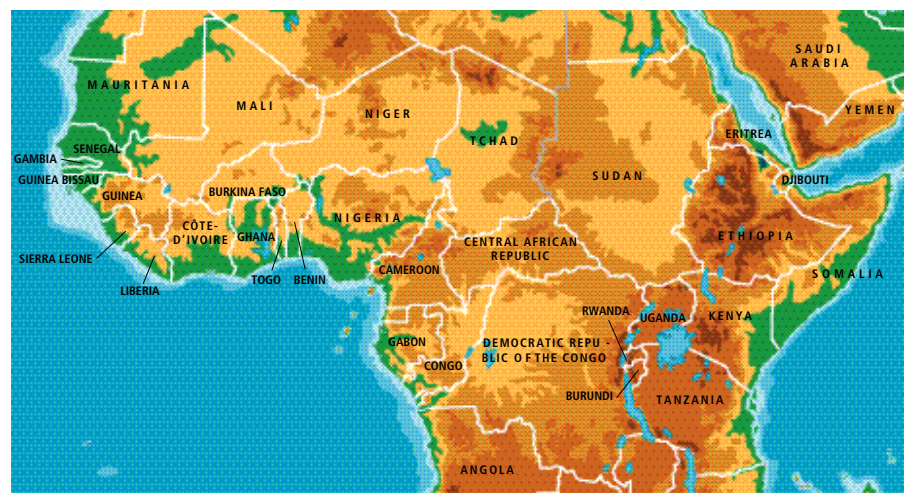 SAUDI
ARABIA
MAURITANIA
MALI
NIGER
YEMEN
ERITREA
TCHAD
SENEGAL
GAMBIA
SUDAN
GUINEA BISSAU
DJIBOUTI
BURKINA FASO
GUINEA
NIGERIA
CÔTE-
D'IVOIRE
GHANA
ETHIOPIA
CENTRAL AFRICAN
REPUBLIC
SIERRA LEONE
CAMEROON
SOMALIA
TOGO
BENIN
LIBERIA
RWANDA
UGANDA
KENYA
GABON
DEMOCRATIC REPU -
BLIC OF THE CONGO
CONGO
BURUNDI
TANZANIA
ANGOLA